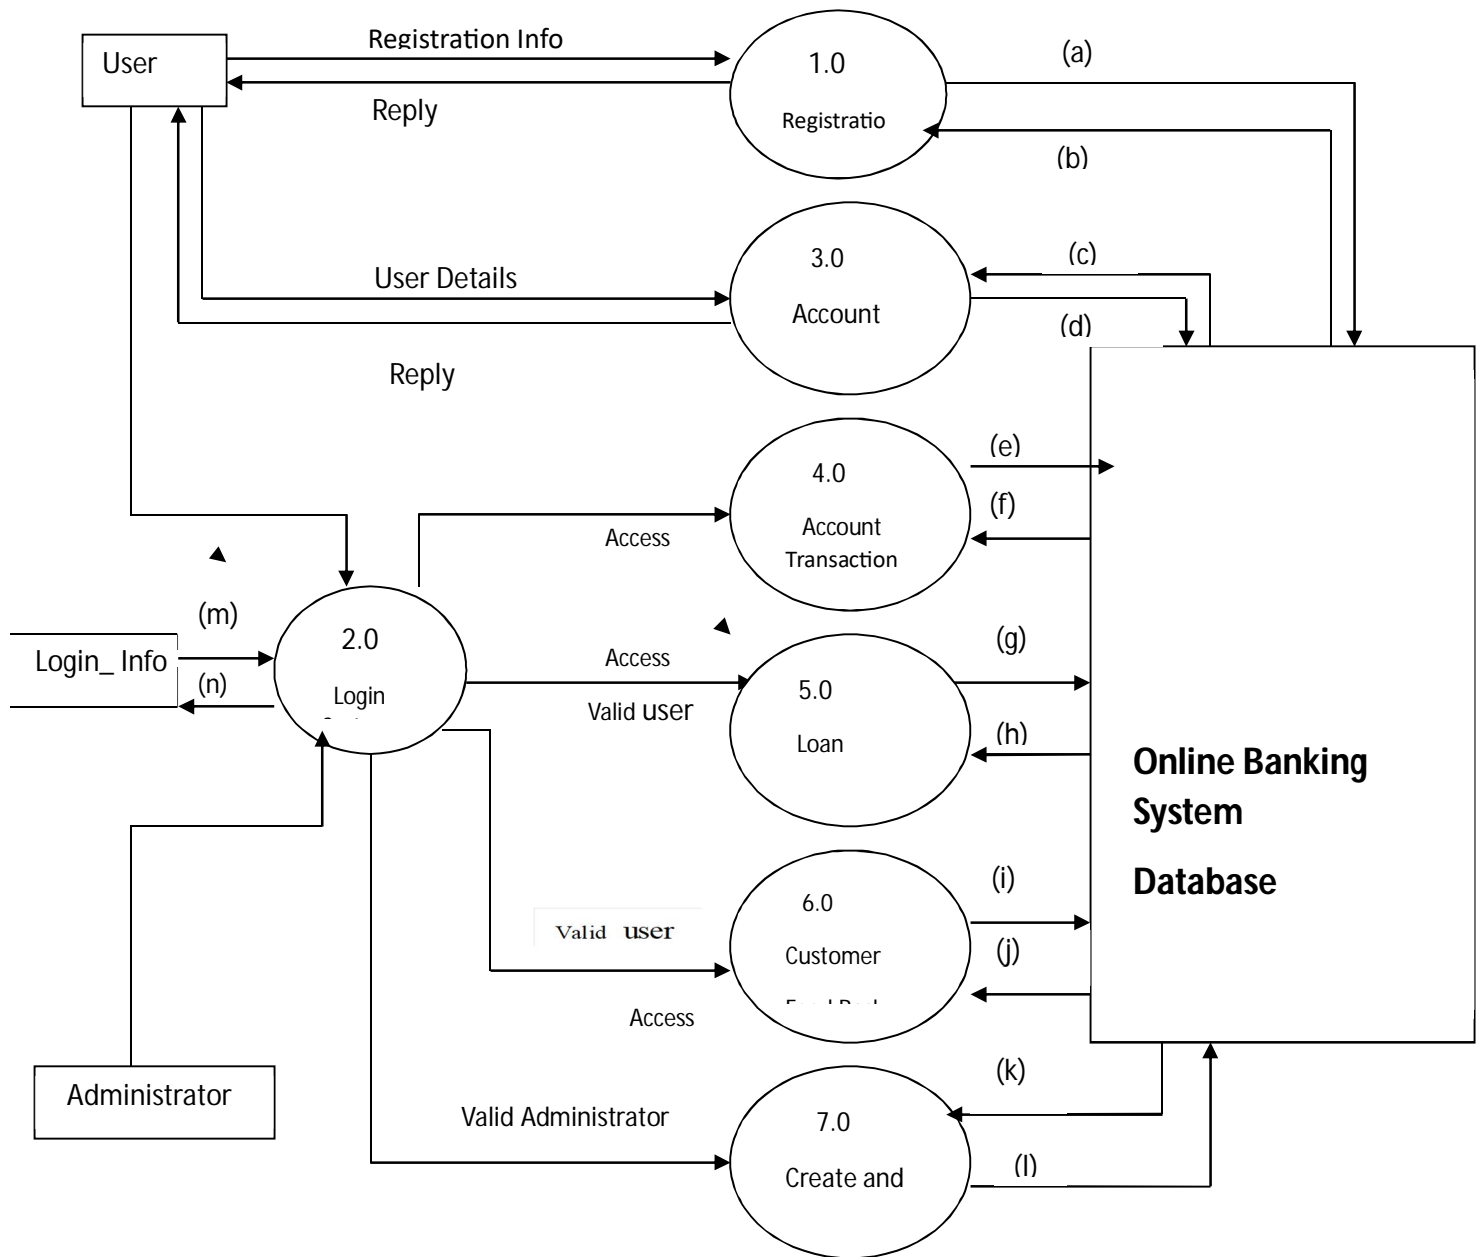 User
Registration Info
Reply
1.0
Registratio
(a)
(b)
User Details
Reply
3.0
Account
(c)
(d)
4.0
Account
Transaction
Access
(e)
(f)
(m)
Login_ Info
(n)
2.0
Login
Access
Valid user
5.0
Loan
(g)
(h)
Online Banking
System
Database
Valid user
Access
6.0
Customer
(i)
(j)
Administrator
Valid Administrator
7.0
Create and
(k)
(l)